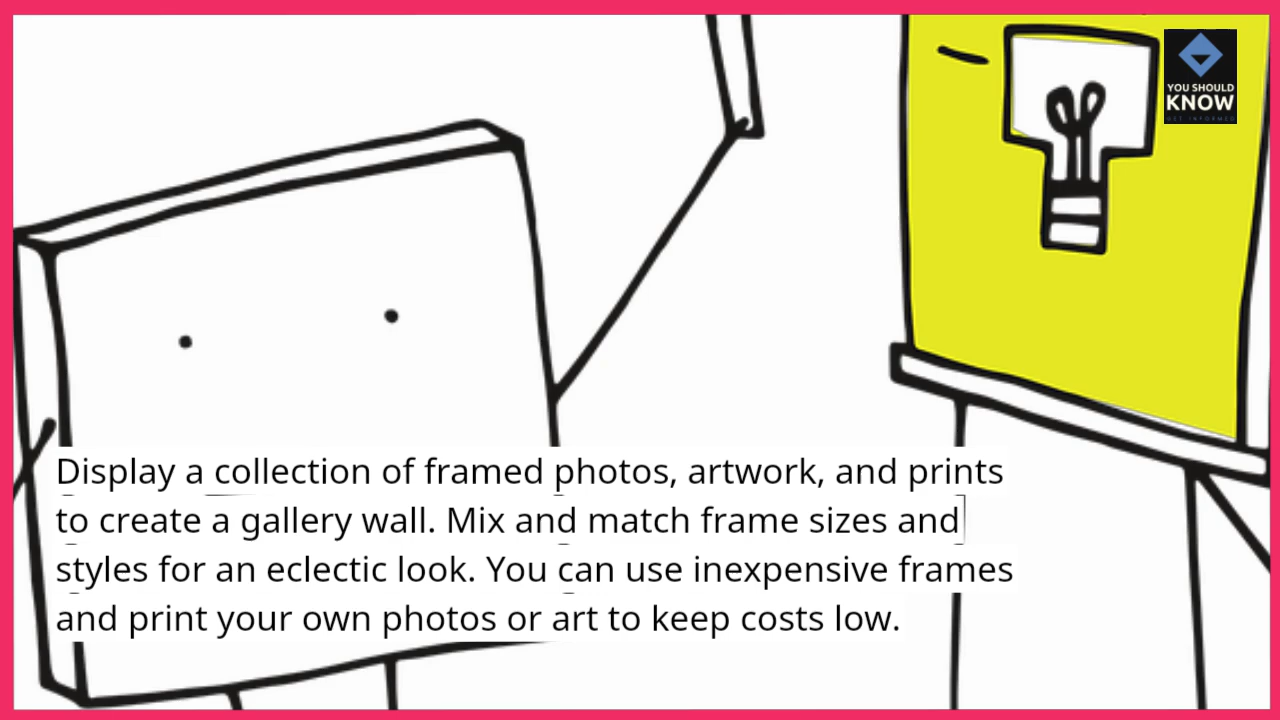 YOU SHOULD
KNOW
GET INFORMED
Display a collection of framed photos, artwork, and prints
to create a gallery wall. Mix and match frame sizes and
styles for an eclectic look. You can use inexpensive frames
and print your own photos or art to keep costs low.